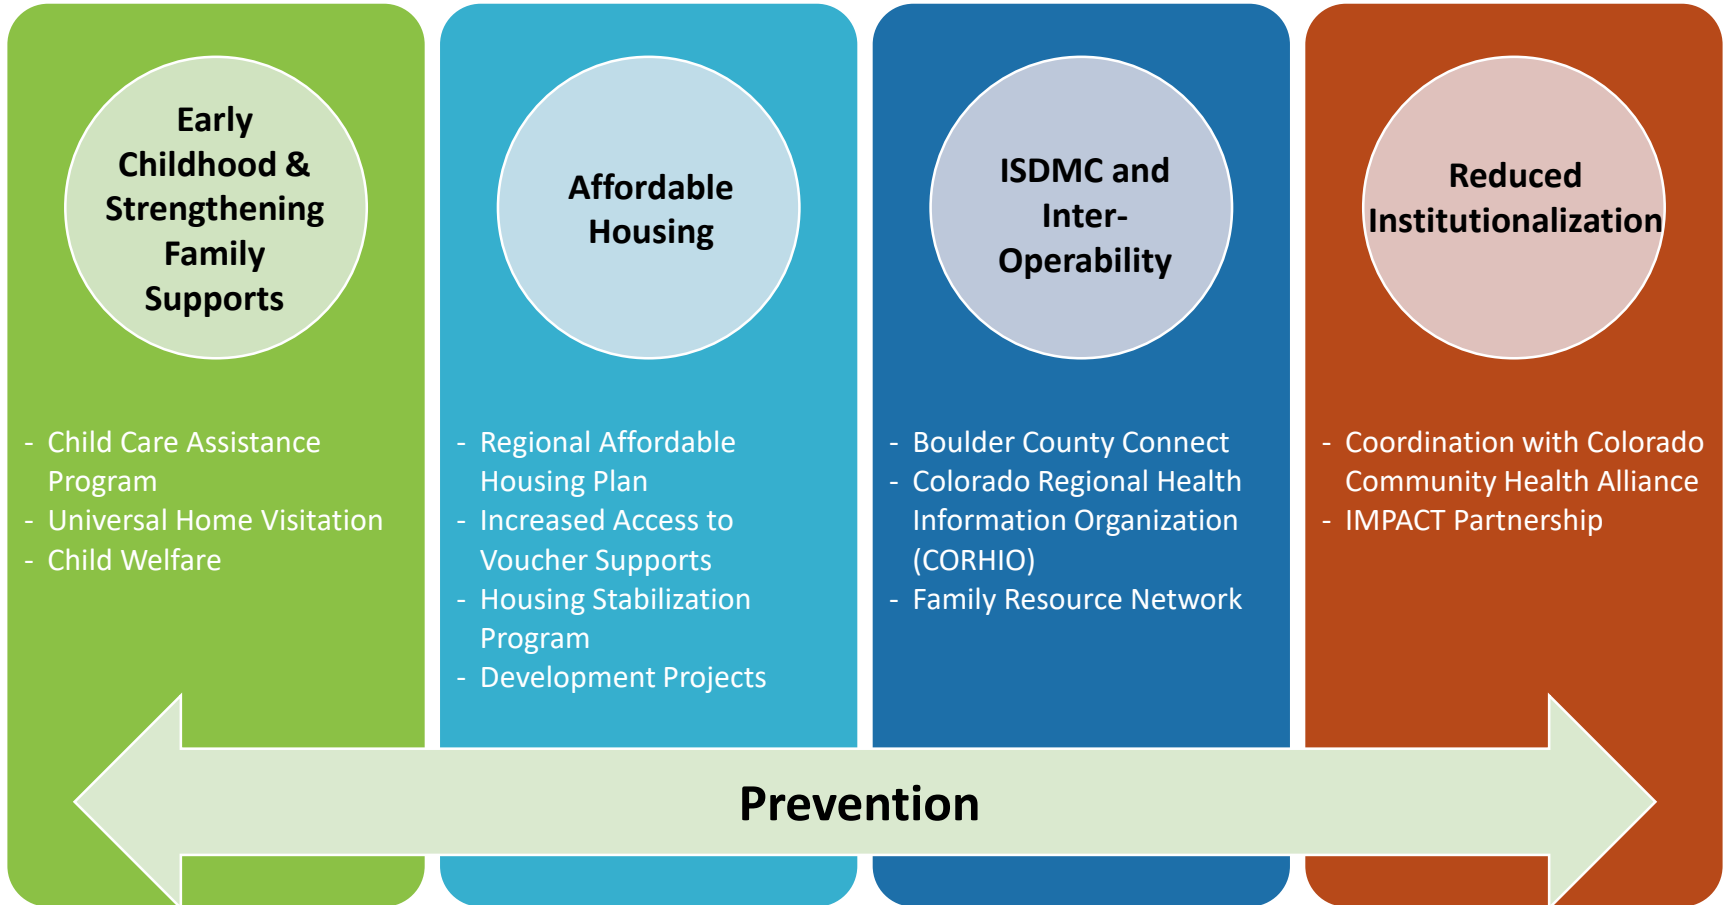 Early
Childhood &
Strengthening
Family
Supports
- Child Care Assistance
Program
- Universal Home Visitation
- Child Welfare
Affordable
Housing
- Regional Affordable
Housing Plan
- Increased Access to
Voucher Supports
- Housing Stabilization
Program
- Development Projects
ISDMC and
Inter-
Operability
- Boulder County Connect
- Colorado Regional Health
Information Organization
(CORHIO)
- Family Resource Network
Reduced
Institutionalization
- Coordination with Colorado
Community Health Alliance
- IMPACT Partnership
Prevention